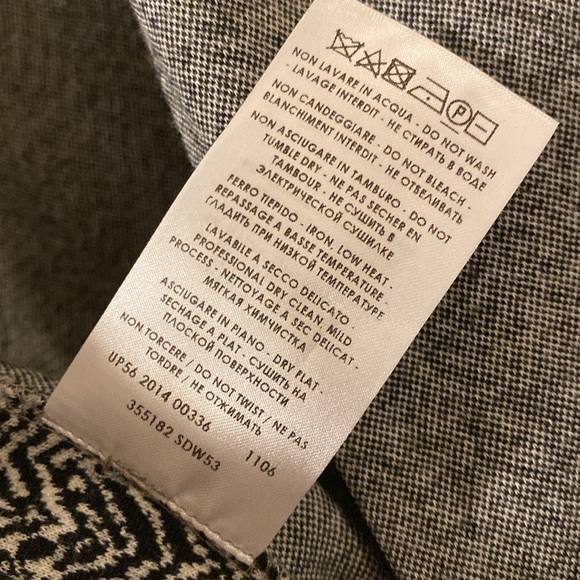 P
NON LAVARE IN ACQUA - DO NOT WASH
- LAVAGE INTERDIT - НЕ СТИРАТЬ В ВОДЕ
NON CANDEGGIARE - DO NOT BLEACH -
BLANCHIMENT INTERDIT - НЕ ОТБЕЛИВАТЬ
NON ASCIUGARE IN TAMBURO - DO NOT
TUMBLE DRY - NE PAS SECHER EN
TAMBOUR - НЕ СУШИТЬ В
ЭЛЕКТРИЧЕСКОЙ СУШИЛКЕ
FERRO TIEPIDO - IRON, LOW HEAT -
REPASSAGE A BASSE TEMPERATURE -
ГЛАДИТЬ ПРИ НИЗКОЙ ТЕМПЕРАТУРЕ
LAVABILE A SECCO DELICATO -
PROFESSIONAL DRY CLEAN, MILD
PROCESS - NETTOYAGE A SEC DELICAT -
МЯГКАЯ ХИМЧИСТКА
ASCIUGARE IN PIANO - DRY FLAT -
SECHAGE A PLAT - СУШИТЬ НА
ПЛОСКОЙ ПОВЕРХНОСТИ
NON TORCERE / DO NOT TWIST / NE PAS
TORDRE / НЕ ОТЖИМАТЬ
UP56 2014 00336
355182 SDW53 1106